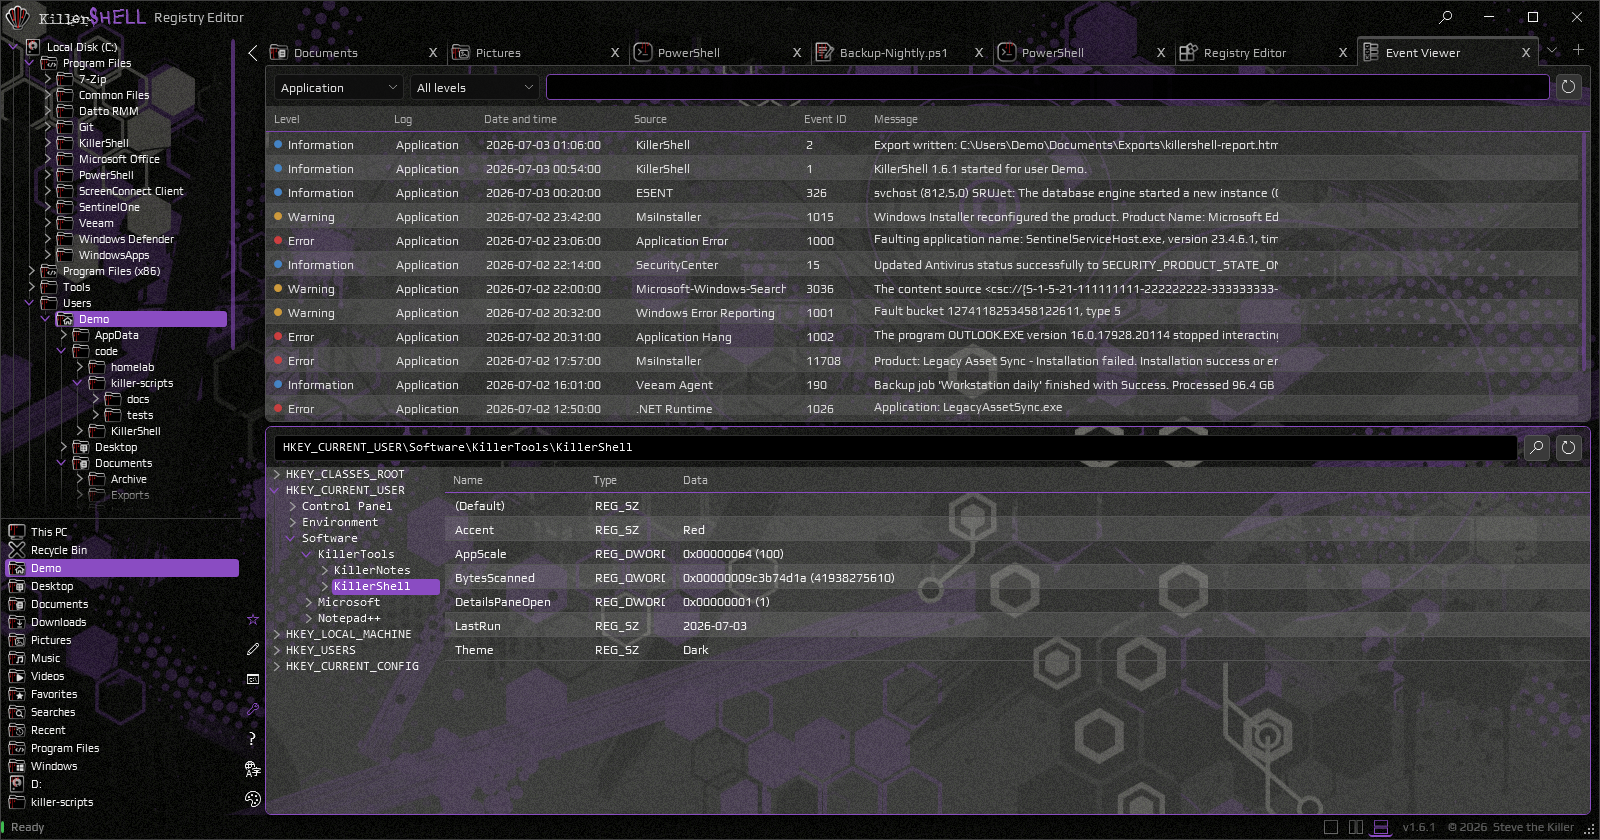 KillerSHELL Registry Editor
Local Disk (C:)
Program Files
7-Zip
Common Files
Datto RMM
Git
KillerShell
Microsoft Office
PowerShell
ScreenConnect Client
SentinelOne
Veeam
Windows Defender
WindowsApps
Program Files (x86)
Tools
Users
Demo
AppData
code
homelab
killer-scripts
docs
tests
KillerShell
Desktop
Documents
Archive
Exports
This PC
Recycle Bin
Demo
Desktop
Documents
Downloads
Pictures
Music
Videos
Favorites
Searches
Recent
Program Files
Windows
D:
killer-scripts
Documents X Pictures X PowerShell X Backup-Nightly.ps1 X PowerShell X Registry Editor X Event Viewer X
Application All levels
Level Log Date and time Source Event ID Message
Information Application 2026-07-03 01:06:00 KillerShell 2 Export written: C:\Users\Demo\Documents\Exports\killershell-report.htm
Information Application 2026-07-03 00:54:00 KillerShell 1 KillerShell 1.6.1 started for user Demo.
Information Application 2026-07-03 00:20:00 ESENT 326 svchost (812,S,0) SRUJet: The database engine started a new instance ((
Warning Application 2026-07-02 23:42:00 MsiInstaller 1015 Windows Installer reconfigured the product. Product Name: Microsoft Ed
Error Application 2026-07-02 23:06:00 Application Error 1000 Faulting application name: SentinelServiceHost.exe, version 23.4.6.1, tim
Information Application 2026-07-02 22:14:00 SecurityCenter 15 Updated Antivirus status successfully to SECURITY_PRODUCT_STATE_ON
Warning Application 2026-07-02 22:00:00 Microsoft-Windows-Search 3036 The content source <csc://{S-1-5-21-111111111-222222222-333333333-
Warning Application 2026-07-02 20:32:00 Windows Error Reporting 1001 Fault bucket 1274118253458122611, type 5
Error Application 2026-07-02 20:31:00 Application Hang 1002 The program OUTLOOK.EXE version 16.0.17928.20114 stopped interacting
Error Application 2026-07-02 17:57:00 MsiInstaller 11708 Product: Legacy Asset Sync - Installation failed. Installation success or er
Information Application 2026-07-02 16:01:00 Veeam Agent 190 Backup job 'Workstation daily' finished with Success. Processed 96.4 GB
Error Application 2026-07-02 12:50:00 .NET Runtime 1026 Application: LegacyAssetSync.exe
HKEY_CURRENT_USER\Software\KillerTools\KillerShell
HKEY_CLASSES_ROOT
HKEY_CURRENT_USER
Control Panel
Environment
Software
KillerTools
KillerNotes
KillerShell
Microsoft
Notepad++
HKEY_LOCAL_MACHINE
HKEY_USERS
HKEY_CURRENT_CONFIG
Name Type Data
(Default) REG_SZ
Accent REG_SZ Red
AppScale REG_DWORD 0x00000064 (100)
BytesScanned REG_QWORD 0x00000009c3b74d1a (41938275610)
DetailsPaneOpen REG_DWORD 0x00000001 (1)
LastRun REG_SZ 2026-07-03
Theme REG_SZ Dark
Ready
v1.6.1 © 2026 Steve the Killer